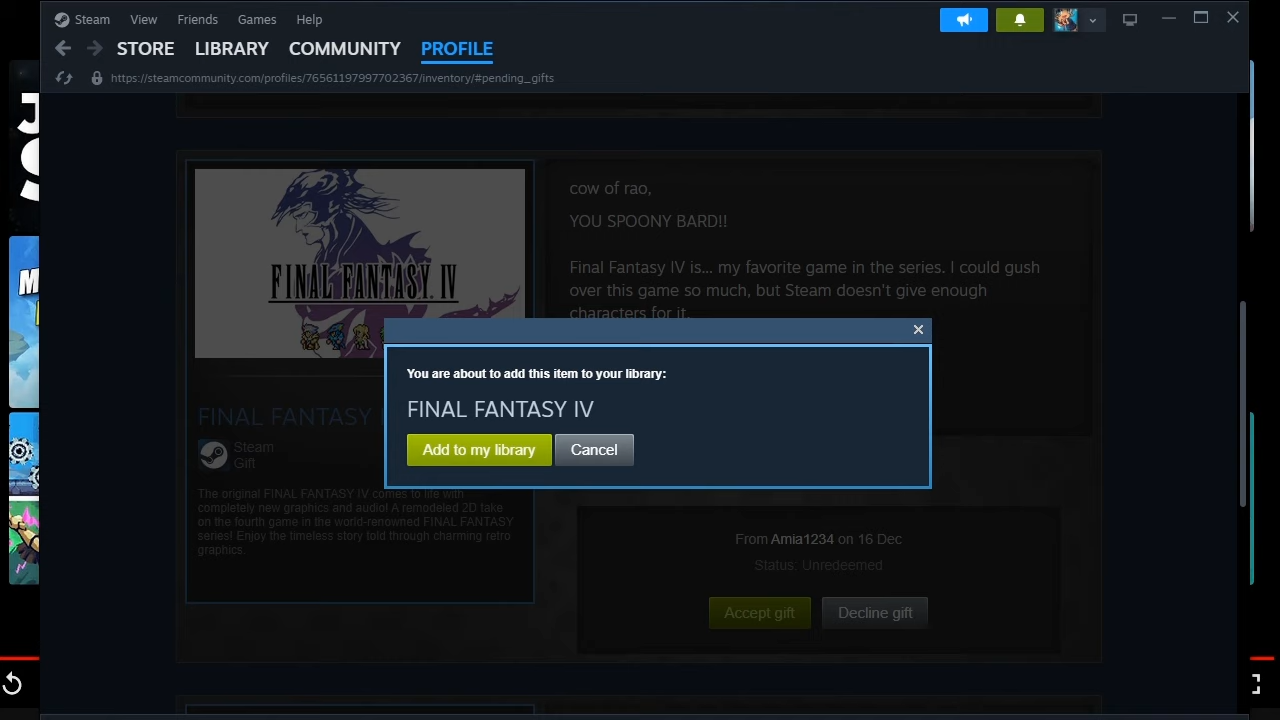 Steam View Friends Games Help
STORE LIBRARY COMMUNITY PROFILE
https://steamcommunity.com/profiles/76561197997702367/inventory/#pending_gifts
FINAL FANTASY IV
cow of rao,
YOU SPOONY BARD!!
Final Fantasy IV is... my favorite game in the series. I could gush
over this game so much, but Steam doesn't give enough
characters for it.
You are about to add this item to your library:
FINAL FANTASY IV
Add to my library Cancel
FINAL FANTASY
Steam
Gift
The original FINAL FANTASY IV comes to life with
completely new graphics and audio! A remodeled 2D take
on the fourth game in the world-renowned FINAL FANTASY
series! Enjoy the timeless story told through charming retro
graphics.
From Amia1234 on 16 Dec
Status: Unredeemed
Accept gift Decline gift